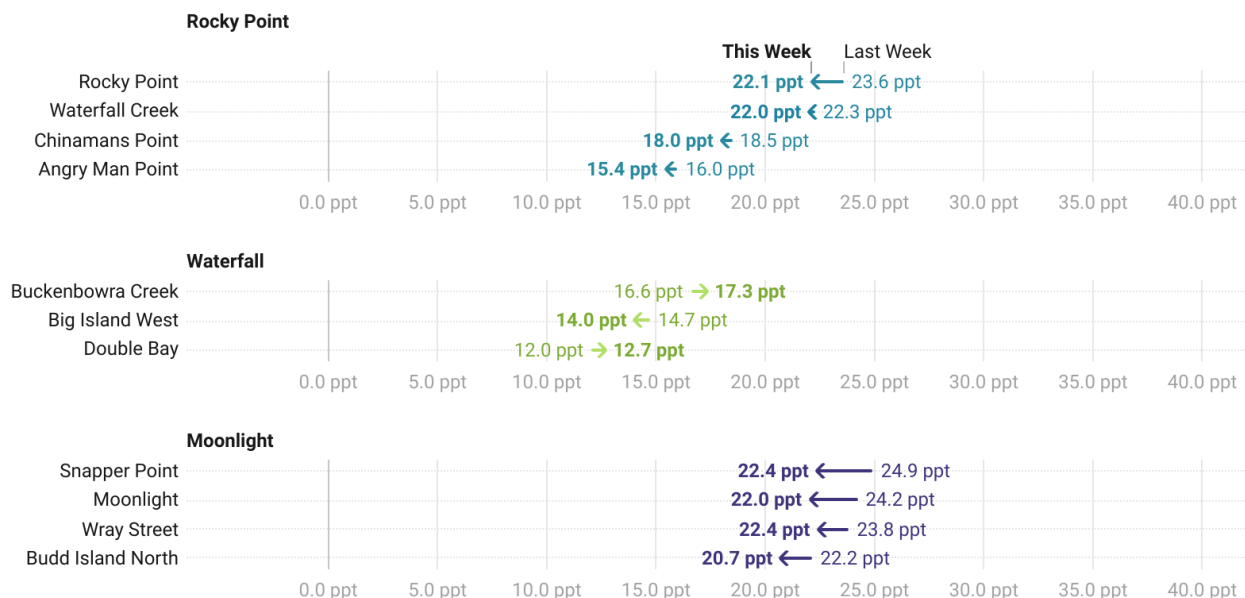 Rocky Point
This Week Last Week
Rocky Point 22.1 ppt 23.6 ppt
Waterfall Creek 22.0 ppt 22.3 ppt
Chinamans Point 18.0 ppt 18.5 ppt
Angry Man Point 15.4 ppt 16.0 ppt
0.0 ppt 5.0 ppt 10.0 ppt 15.0 ppt 20.0 ppt 25.0 ppt 30.0 ppt 35.0 ppt 40.0 ppt
Waterfall
Buckenbowra Creek 16.6 ppt 17.3 ppt
Big Island West 14.0 ppt 14.7 ppt
Double Bay 12.0 ppt 12.7 ppt
0.0 ppt 5.0 ppt 10.0 ppt 15.0 ppt 20.0 ppt 25.0 ppt 30.0 ppt 35.0 ppt 40.0 ppt
Moonlight
Snapper Point 22.4 ppt 24.9 ppt
Moonlight 22.0 ppt 24.2 ppt
Wray Street 22.4 ppt 23.8 ppt
Budd Island North 20.7 ppt 22.2 ppt
0.0 ppt 5.0 ppt 10.0 ppt 15.0 ppt 20.0 ppt 25.0 ppt 30.0 ppt 35.0 ppt 40.0 ppt